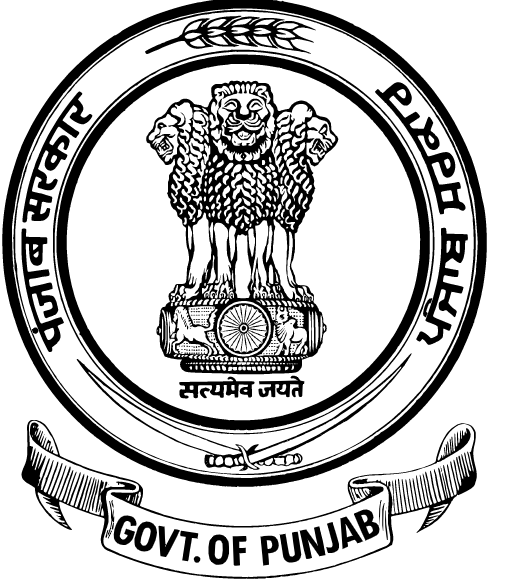 पंजाब सरकार
ਪੰਜਾਬ ਸਰਕਾਰ
सत्यमेव जयते
GOVT. OF PUNJAB